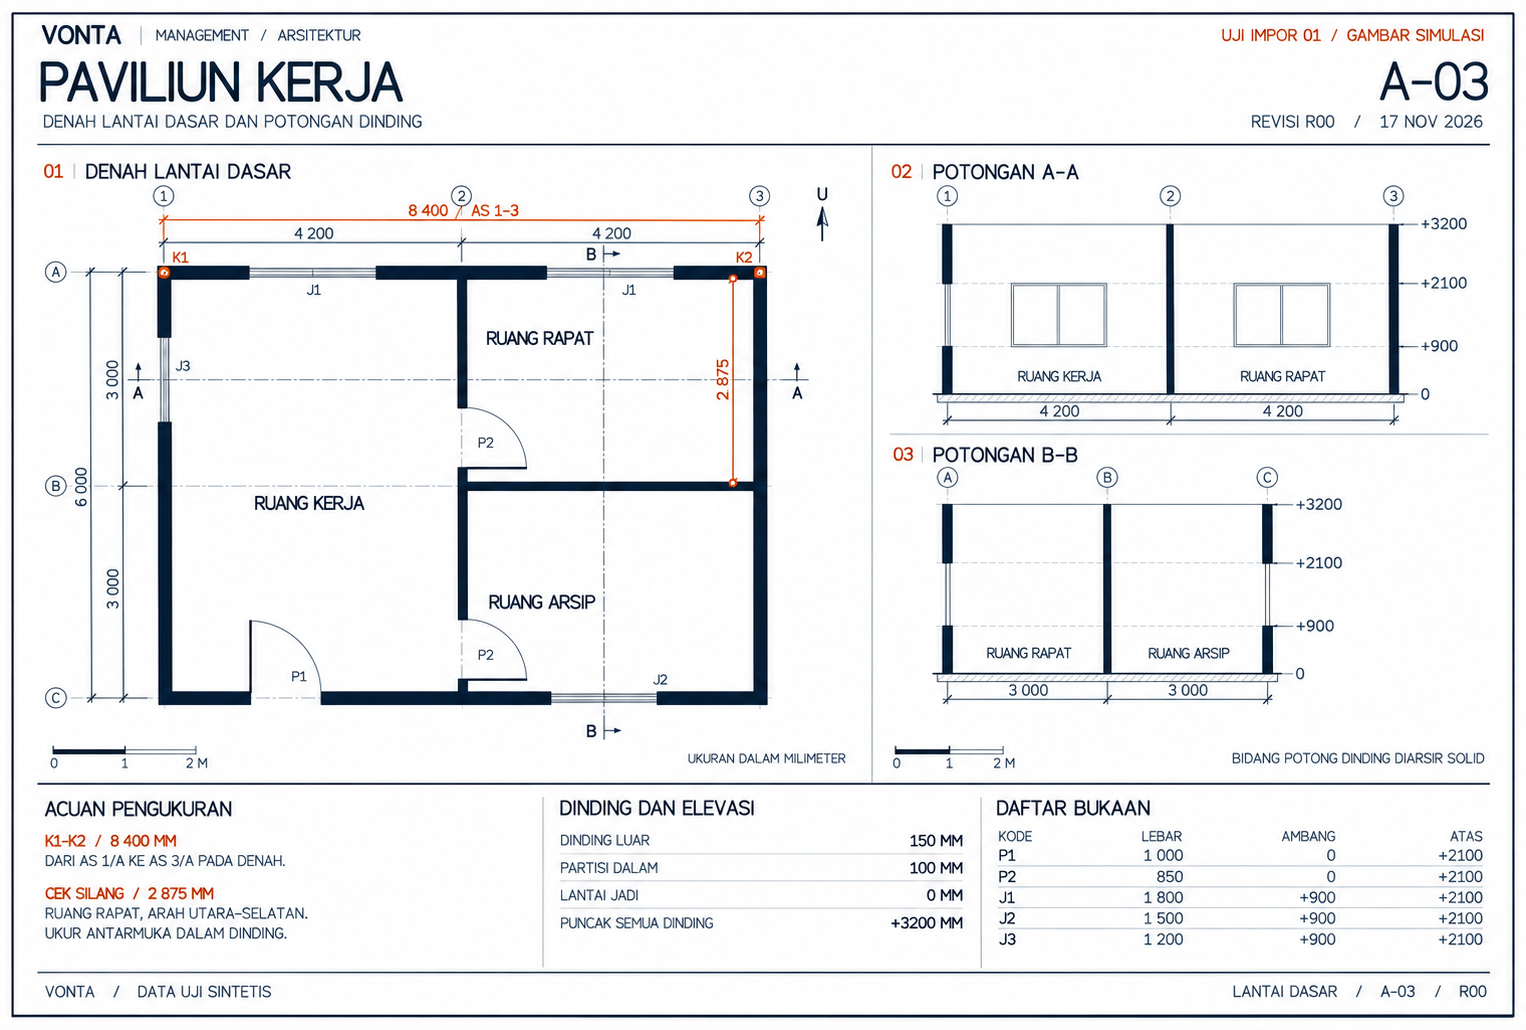 VONTA | MANAGEMENT / ARSITEKTUR
UJI IMPOR 01 / GAMBAR SIMULASI
PAVILIUN KERJA
A-03
DENAH LANTAI DASAR DAN POTONGAN DINDING
REVISI R00 / 17 NOV 2026
01 | DENAH LANTAI DASAR
1
2
3
U
8 400 / AS 1-3
4 200
4 200
B
K1
K2
A
J1
J1
RUANG RAPAT
J3
3 000
2 875
A
A
P2
B
6 000
RUANG KERJA
3 000
RUANG ARSIP
P2
P1
J2
C
B
0 1 2 M
UKURAN DALAM MILIMETER
02 | POTONGAN A-A
1
2
3
+3200
+2100
+900
RUANG KERJA
RUANG RAPAT
0
4 200
4 200
03 | POTONGAN B-B
A
B
C
+3200
+2100
+900
RUANG RAPAT
RUANG ARSIP
0
3 000
3 000
0 1 2 M
BIDANG POTONG DINDING DIARSIR SOLID
ACUAN PENGUKURAN
K1-K2 / 8 400 MM
DARI AS 1/A KE AS 3/A PADA DENAH.
CEK SILANG / 2 875 MM
RUANG RAPAT, ARAH UTARA-SELATAN.
UKUR ANTARMUKA DALAM DINDING.
DINDING DAN ELEVASI
DINDING LUAR 150 MM
PARTISI DALAM 100 MM
LANTAI JADI 0 MM
PUNCAK SEMUA DINDING +3200 MM
DAFTAR BUKAAN
KODE LEBAR AMBANG ATAS
P1 1 000 0 +2100
P2 850 0 +2100
J1 1 800 +900 +2100
J2 1 500 +900 +2100
J3 1 200 +900 +2100
VONTA / DATA UJI SINTETIS
LANTAI DASAR / A-03 / R00